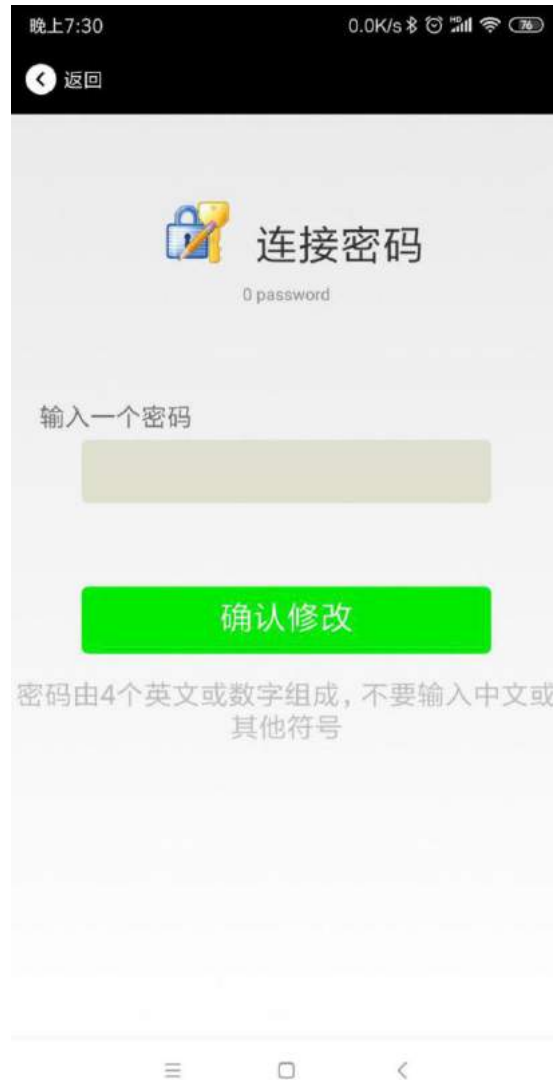 晚上7:30 0.0K/s HD 76
返回
连接密码
0 password
输入一个密码
确认修改
密码由4个英文或数字组成，不要输入中文或
其他符号